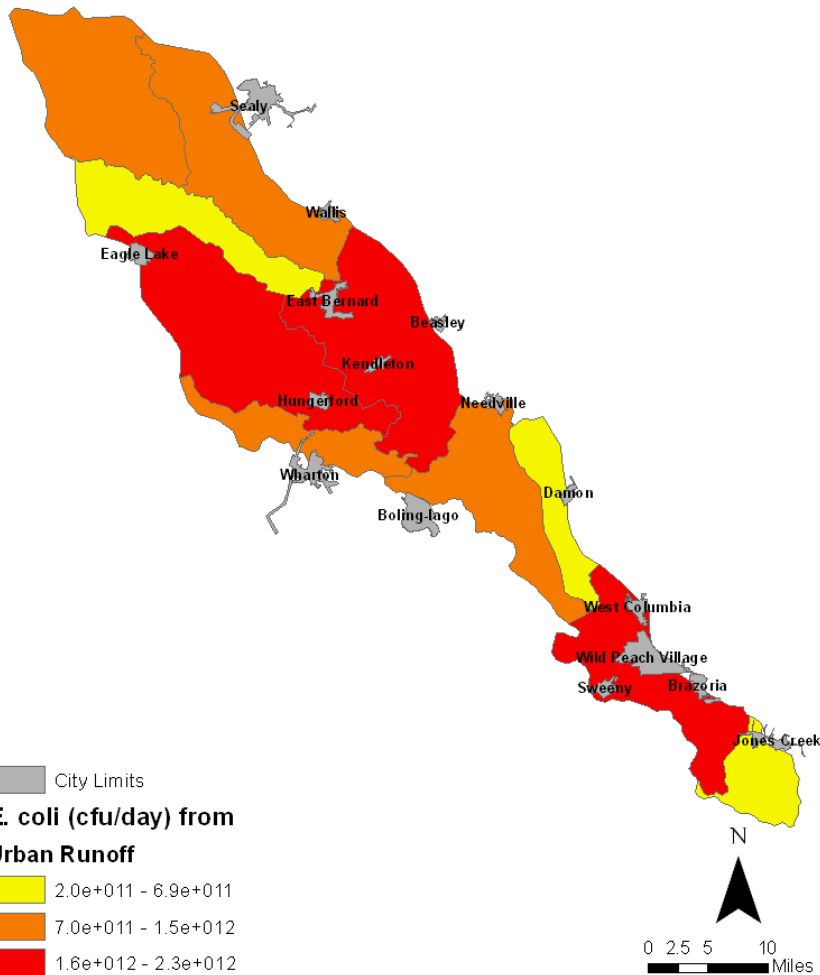 Sealy
Wallis
Eagle Lake
East Bernard
Beasley
Kendleton
Hungerford
Needville
Wharton
Damon
Boling-Iago
West Columbia
Wild Peach Village
Sweeny
Brazoria
Jones Creek
City Limits
E. coli (cfu/day) from
Urban Runoff
2.0e+011 - 6.9e+011
7.0e+011 - 1.5e+012
1.6e+012 - 2.3e+012
N
0 2.5 5 10
Miles